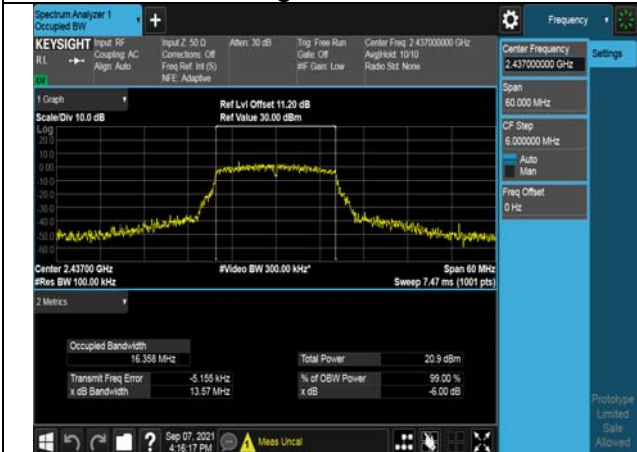 Spectrum Analyzer 1
Occupied BW
Frequency
KEYSIGHT
RL
Input: RF
Coupling: AC
Align: Auto
Input Z: 50 Ω
Corrections: Off
Freq Ref: Int (S)
NFE: Adaptive
Atten: 30 dB
Trig: Free Run
Gate: Off
#IF Gain: Low
Center Freq: 2.437000000 GHz
Avg|Hold: 10/10
Radio Std: None
1 Graph
Scale/Div 10.0 dB
Ref Lvl Offset 11.20 dB
Ref Value 30.00 dBm
Log
20.0
10.0
0.00
-10.0
-20.0
-30.0
-40.0
-50.0
-60.0
Center 2.43700 GHz
#Res BW 100.00 kHz
#Video BW 300.00 kHz*
Span 60 MHz
Sweep 7.47 ms (1001 pts)
2 Metrics
Occupied Bandwidth
16.358 MHz
Total Power
20.9 dBm
Transmit Freq Error
-5.155 kHz
% of OBW Power
99.00 %
x dB Bandwidth
13.57 MHz
x dB
-6.00 dB
Center Frequency
2.437000000 GHz
Settings
Span
60.000 MHz
CF Step
6.000000 MHz
Auto
Man
Freq Offset
0 Hz
Prototype
Limited
Sale
Allowed
?
Sep 07, 2021
4:16:17 PM
Meas Uncal